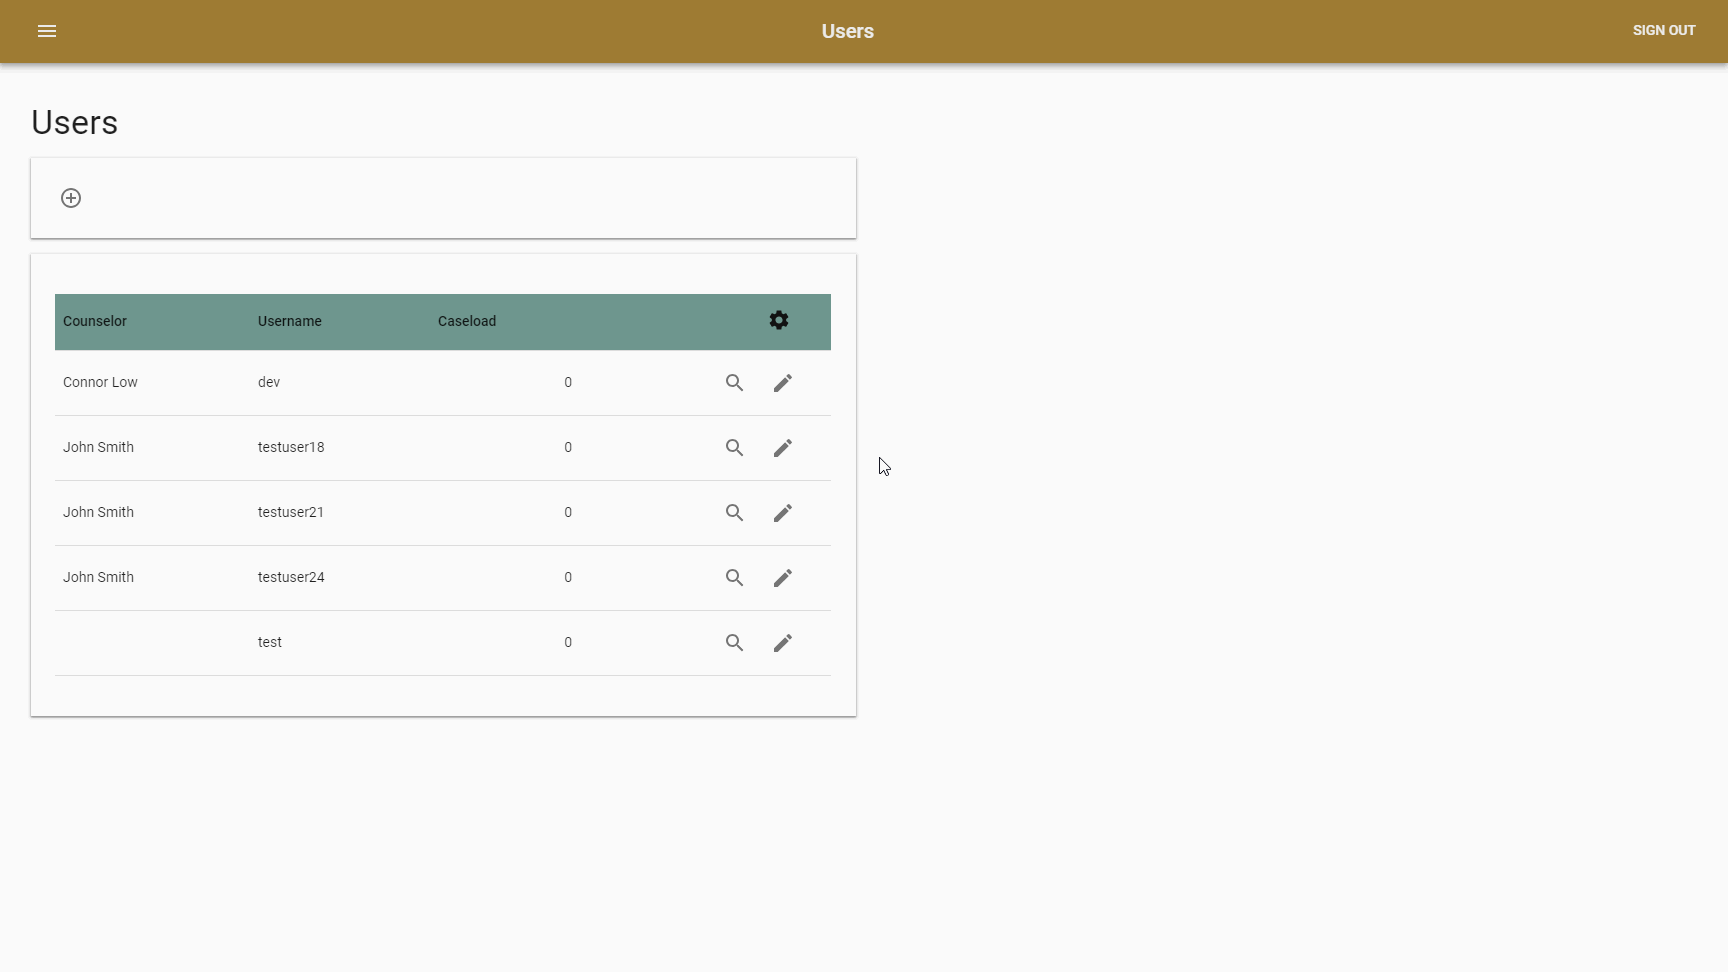 Users
SIGN OUT
Users
Counselor Username Caseload
Connor Low dev 0
John Smith testuser18 0
John Smith testuser21 0
John Smith testuser24 0
test 0